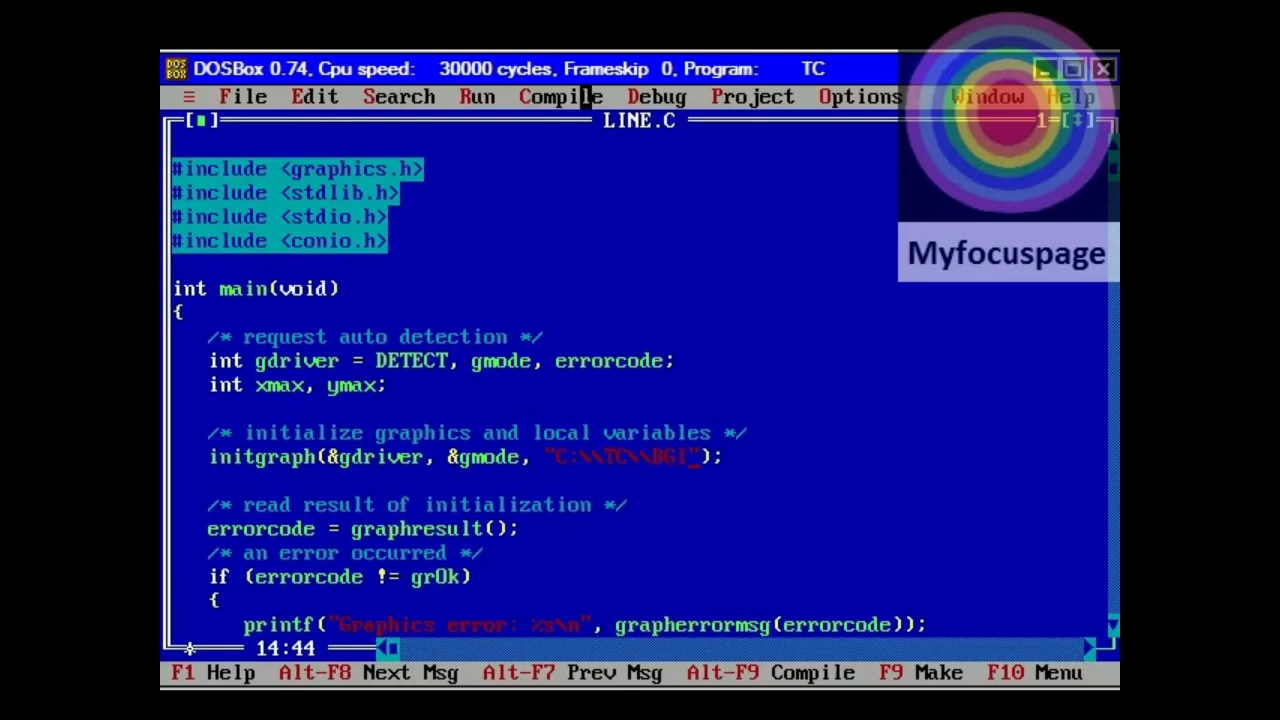 DOSBox 0.74, Cpu speed: 30000 cycles, Frameskip 0, Program: TC
≡ File Edit Search Run Compile Debug Project Options Window Help
[■] LINE.C 1=[↕]
#include <graphics.h>
#include <stdlib.h>
#include <stdio.h>
#include <conio.h>
Myfocuspage
int main(void)
{
/* request auto detection */
int gdriver = DETECT, gmode, errorcode;
int xmax, ymax;
/* initialize graphics and local variables */
initgraph(&gdriver, &gmode, "C:\\TC\\BGI");
/* read result of initialization */
errorcode = graphresult();
/* an error occurred */
if (errorcode != grOk)
{
printf("Graphics error: %s\n", grapherrormsg(errorcode));
14:44
F1 Help Alt-F8 Next Msg Alt-F7 Prev Msg Alt-F9 Compile F9 Make F10 Menu